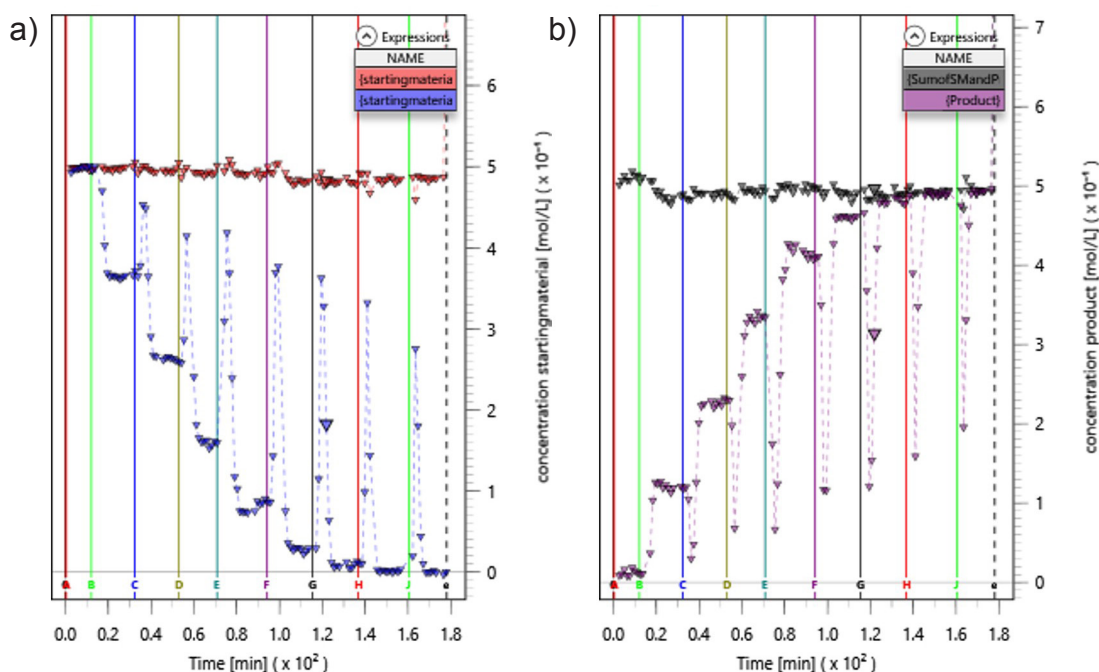 a)
Expressions
NAME
{startingmateria
{startingmateria
6
5
4
3
2
1
0
concentration startingmaterial [mol/L] ( x 10⁻⁴)
A B C D E F G H J e
0.0 0.2 0.4 0.6 0.8 1.0 1.2 1.4 1.6 1.8
Time [min] ( x 10²)
b)
Expressions
NAME
{SumofSMandP
{Product}
7
6
5
4
3
2
1
0
concentration product [mol/L] ( x 10⁻⁴)
B C D E F G H J e
0.0 0.2 0.4 0.6 0.8 1.0 1.2 1.4 1.6 1.8
Time [min] ( x 10²)